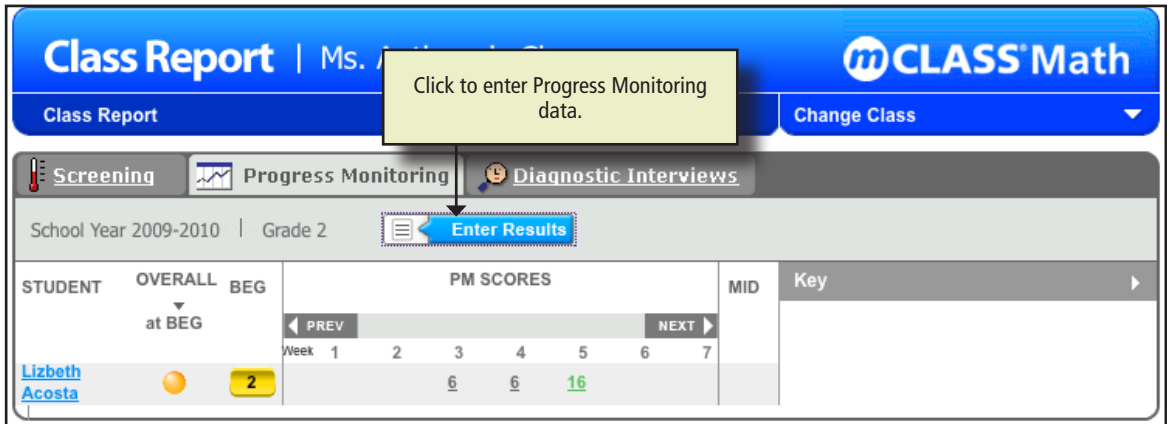 Class Report | Ms.
mCLASS® Math
Click to enter Progress Monitoring
data.
Class Report
Change Class
Screening
Progress Monitoring
Diagnostic Interviews
School Year 2009-2010 | Grade 2
Enter Results
STUDENT OVERALL BEG PM SCORES MID Key
at BEG
PREV NEXT
Week 1 2 3 4 5 6 7
Lizbeth
Acosta
2 6 6 16